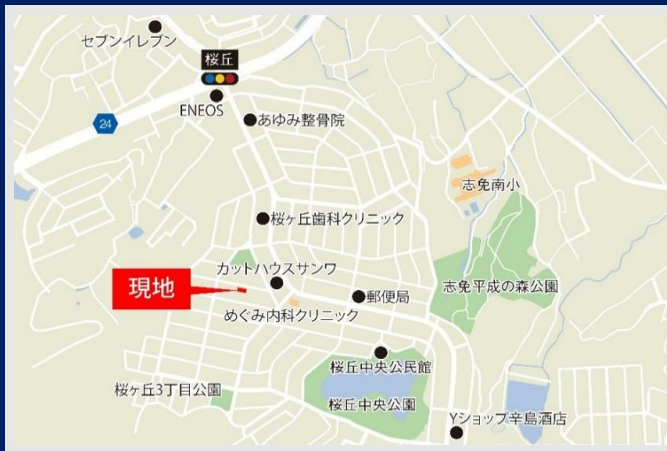 セブンイレブン
桜丘
ENEOS
24
あゆみ整骨院
志免南小
桜ヶ丘歯科クリニック
カットハウスサンワ
現地
郵便局
志免平成の森公園
めぐみ内科クリニック
桜丘中央公民館
桜ヶ丘3丁目公園
桜丘中央公園
Yショップ辛島酒店